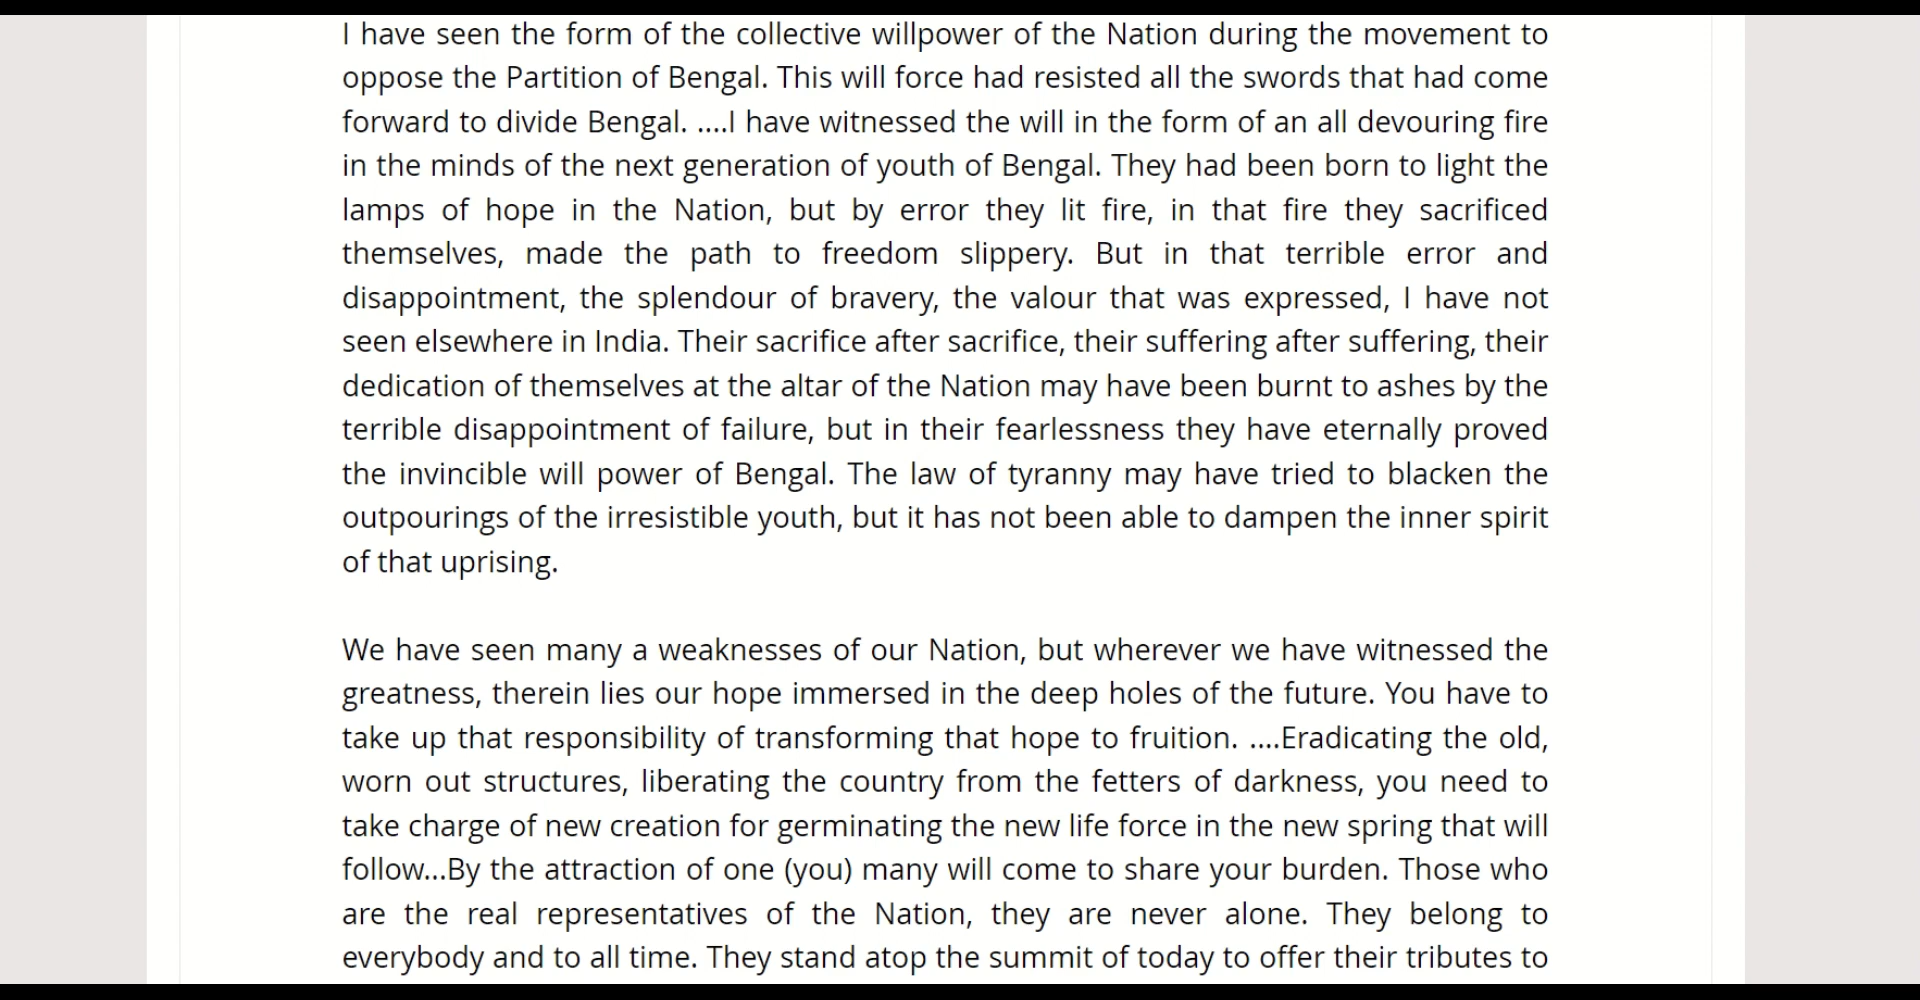 I have seen the form of the collective willpower of the Nation during the movement to
oppose the Partition of Bengal. This will force had resisted all the swords that had come
forward to divide Bengal. ....I have witnessed the will in the form of an all devouring fire
in the minds of the next generation of youth of Bengal. They had been born to light the
lamps of hope in the Nation, but by error they lit fire, in that fire they sacrificed
themselves, made the path to freedom slippery. But in that terrible error and
disappointment, the splendour of bravery, the valour that was expressed, I have not
seen elsewhere in India. Their sacrifice after sacrifice, their suffering after suffering, their
dedication of themselves at the altar of the Nation may have been burnt to ashes by the
terrible disappointment of failure, but in their fearlessness they have eternally proved
the invincible will power of Bengal. The law of tyranny may have tried to blacken the
outpourings of the irresistible youth, but it has not been able to dampen the inner spirit
of that uprising.
We have seen many a weaknesses of our Nation, but wherever we have witnessed the
greatness, therein lies our hope immersed in the deep holes of the future. You have to
take up that responsibility of transforming that hope to fruition. ....Eradicating the old,
worn out structures, liberating the country from the fetters of darkness, you need to
take charge of new creation for germinating the new life force in the new spring that will
follow...By the attraction of one (you) many will come to share your burden. Those who
are the real representatives of the Nation, they are never alone. They belong to
everybody and to all time. They stand atop the summit of today to offer their tributes to